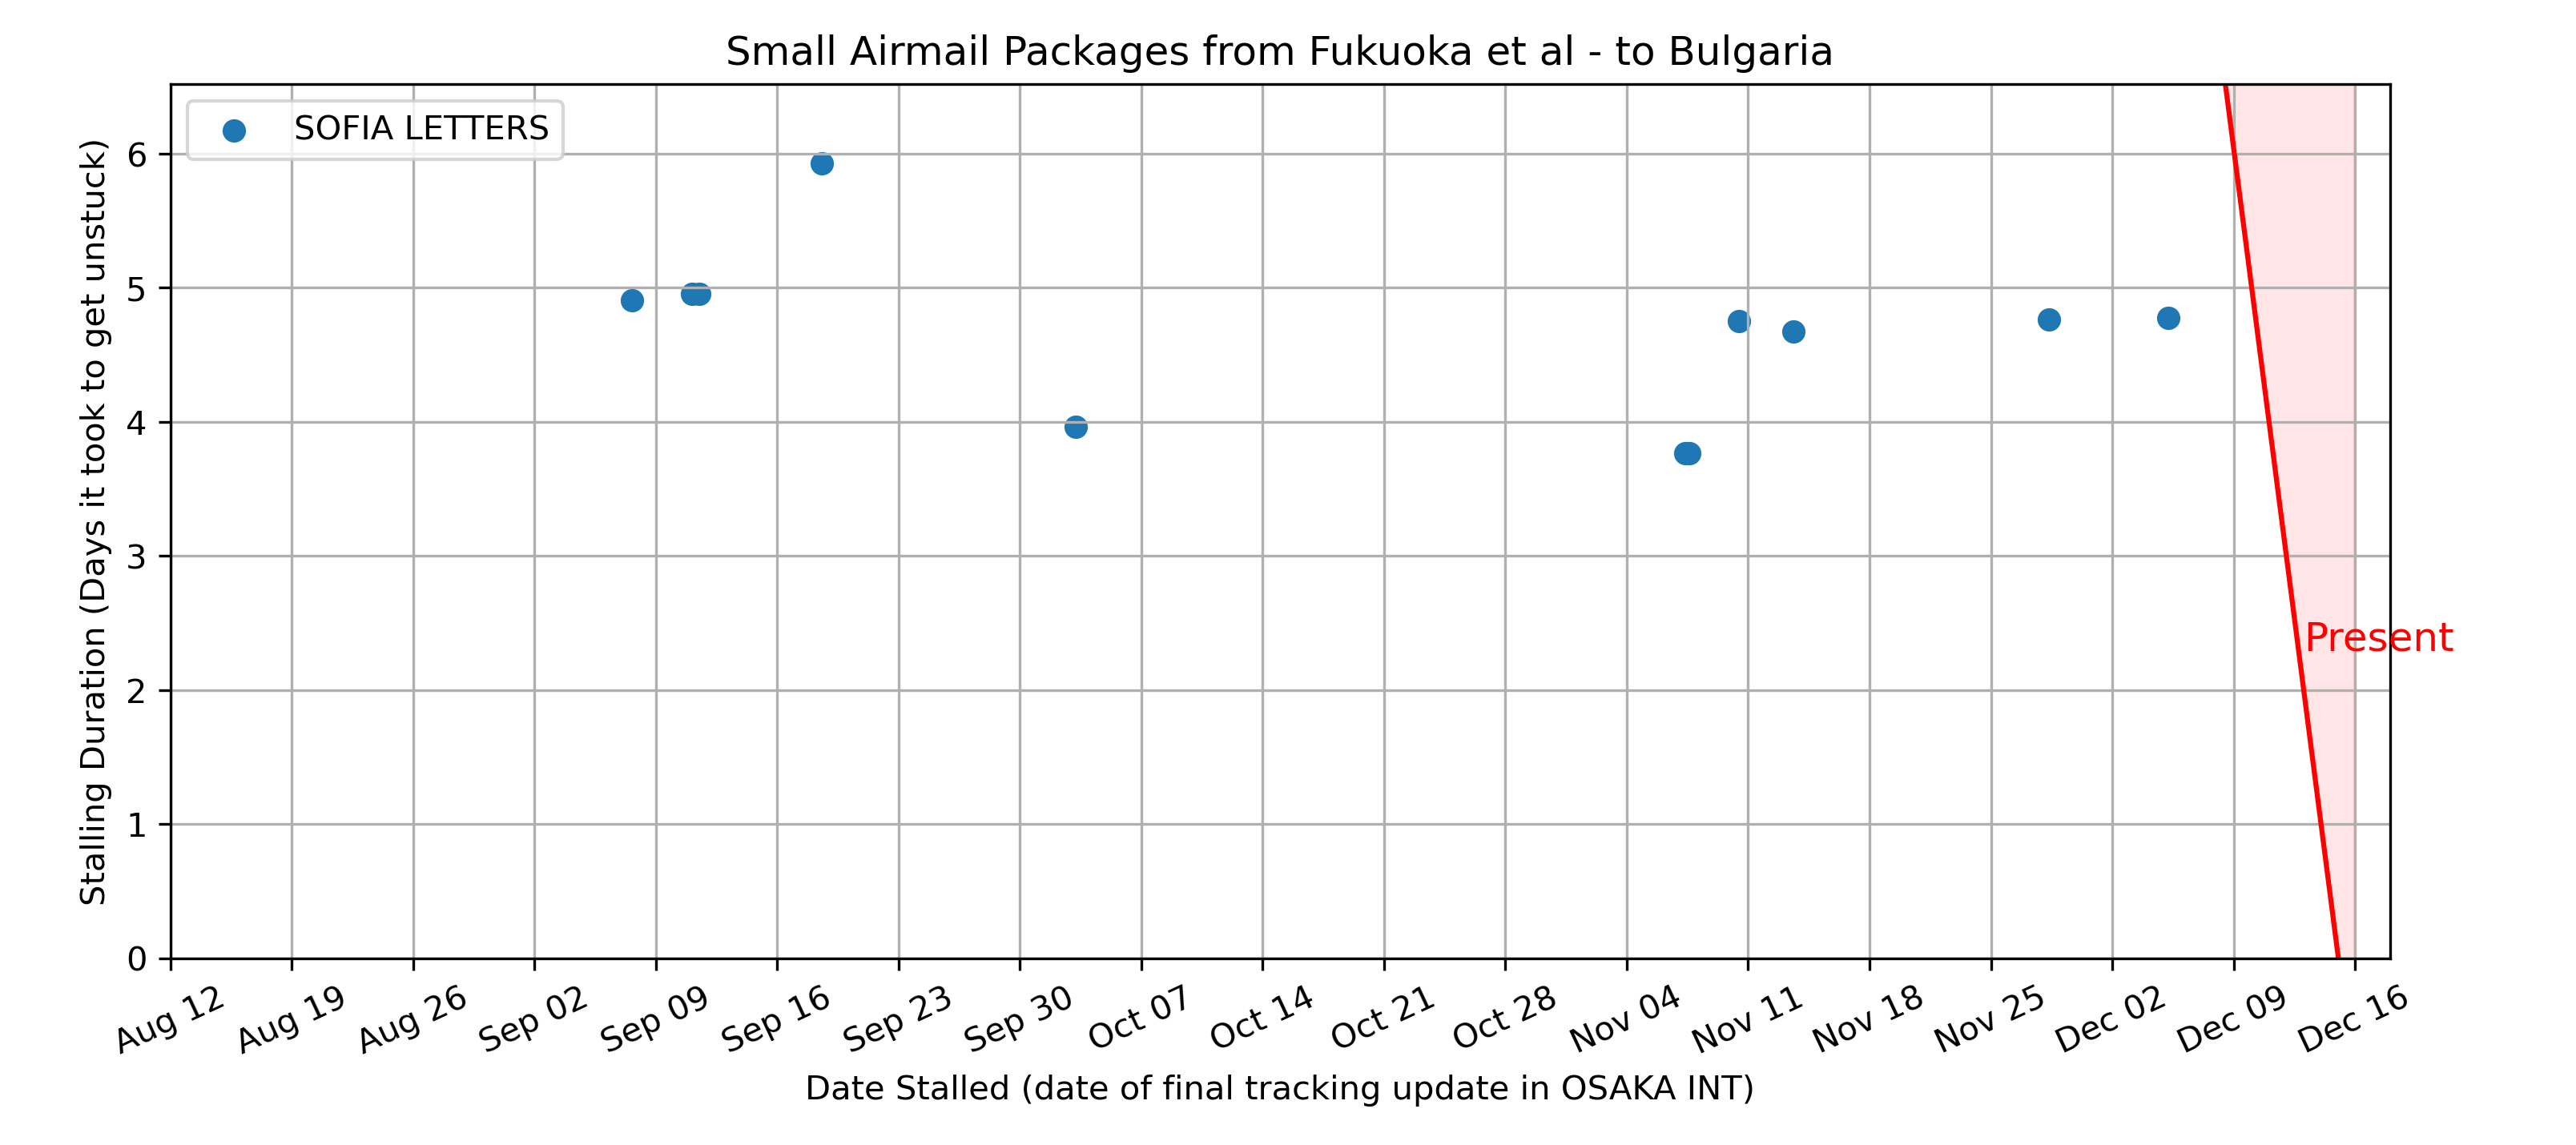 Small Airmail Packages from Fukuoka et al - to Bulgaria
SOFIA LETTERS
Stalling Duration (Days it took to get unstuck)
6
5
4
3
2
1
0
Present
Aug 12
Aug 19
Aug 26
Sep 02
Sep 09
Sep 16
Sep 23
Sep 30
Oct 07
Oct 14
Oct 21
Oct 28
Nov 04
Nov 11
Nov 18
Nov 25
Dec 02
Dec 09
Dec 16
Date Stalled (date of final tracking update in OSAKA INT)